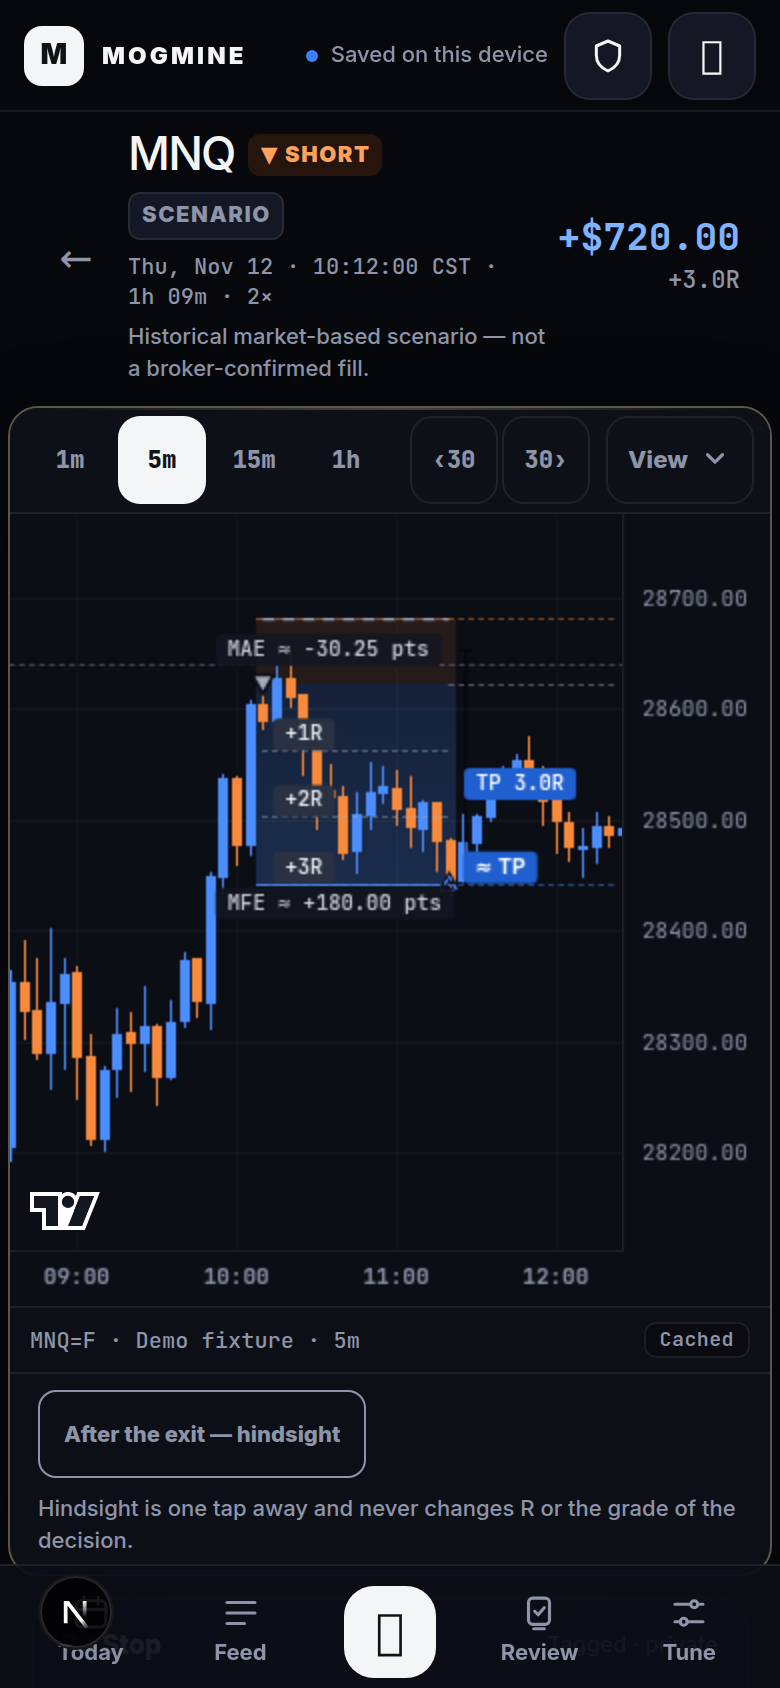 M MOGMINE Saved on this device
MNQ ▼ SHORT
SCENARIO
+$720.00
Thu, Nov 12 · 10:12:00 CST ·
+3.0R
1h 09m · 2×
Historical market-based scenario — not
a broker-confirmed fill.
1m 5m 15m 1h ‹30 30› View
28700.00
MAE ≈ -30.25 pts
28600.00
+1R
TP 3.0R
+2R
28500.00
+3R
≈ TP
MFE ≈ +180.00 pts
28400.00
28300.00
28200.00
09:00 10:00 11:00 12:00
MNQ=F · Demo fixture · 5m Cached
After the exit — hindsight
Hindsight is one tap away and never changes R or the grade of the
decision.
N
Stop Tagged · private
Today Feed Review Tune